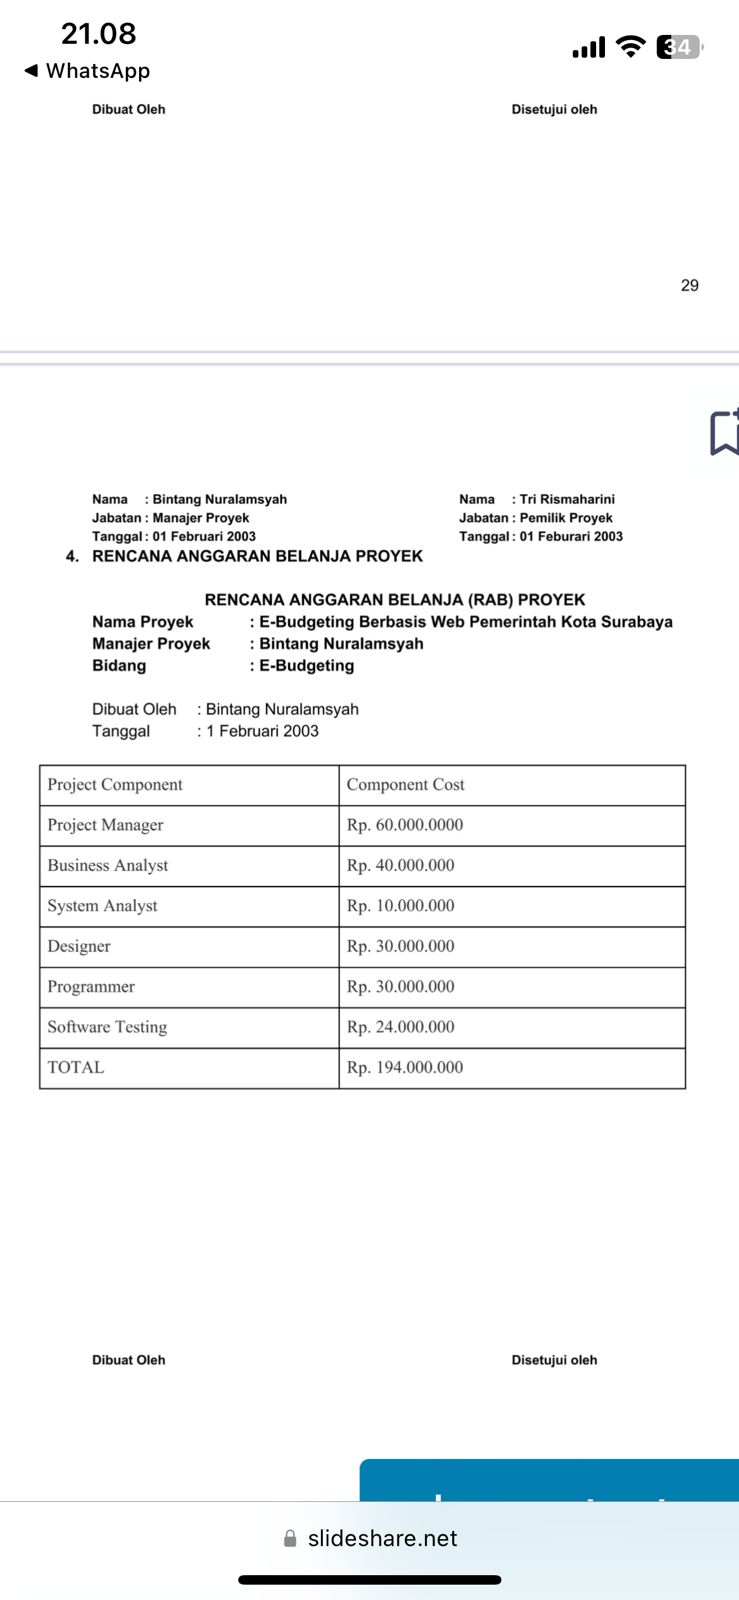 21.08
34
◀ WhatsApp
Dibuat Oleh Disetujui oleh
29
Nama : Bintang Nuralamsyah Nama : Tri Rismaharini
Jabatan : Manajer Proyek Jabatan : Pemilik Proyek
Tanggal : 01 Februari 2003 Tanggal : 01 Feburari 2003
4. RENCANA ANGGARAN BELANJA PROYEK
RENCANA ANGGARAN BELANJA (RAB) PROYEK
Nama Proyek : E-Budgeting Berbasis Web Pemerintah Kota Surabaya
Manajer Proyek : Bintang Nuralamsyah
Bidang : E-Budgeting
Dibuat Oleh : Bintang Nuralamsyah
Tanggal : 1 Februari 2003
Project Component Component Cost
Project Manager Rp. 60.000.0000
Business Analyst Rp. 40.000.000
System Analyst Rp. 10.000.000
Designer Rp. 30.000.000
Programmer Rp. 30.000.000
Software Testing Rp. 24.000.000
TOTAL Rp. 194.000.000
Dibuat Oleh Disetujui oleh
slideshare.net